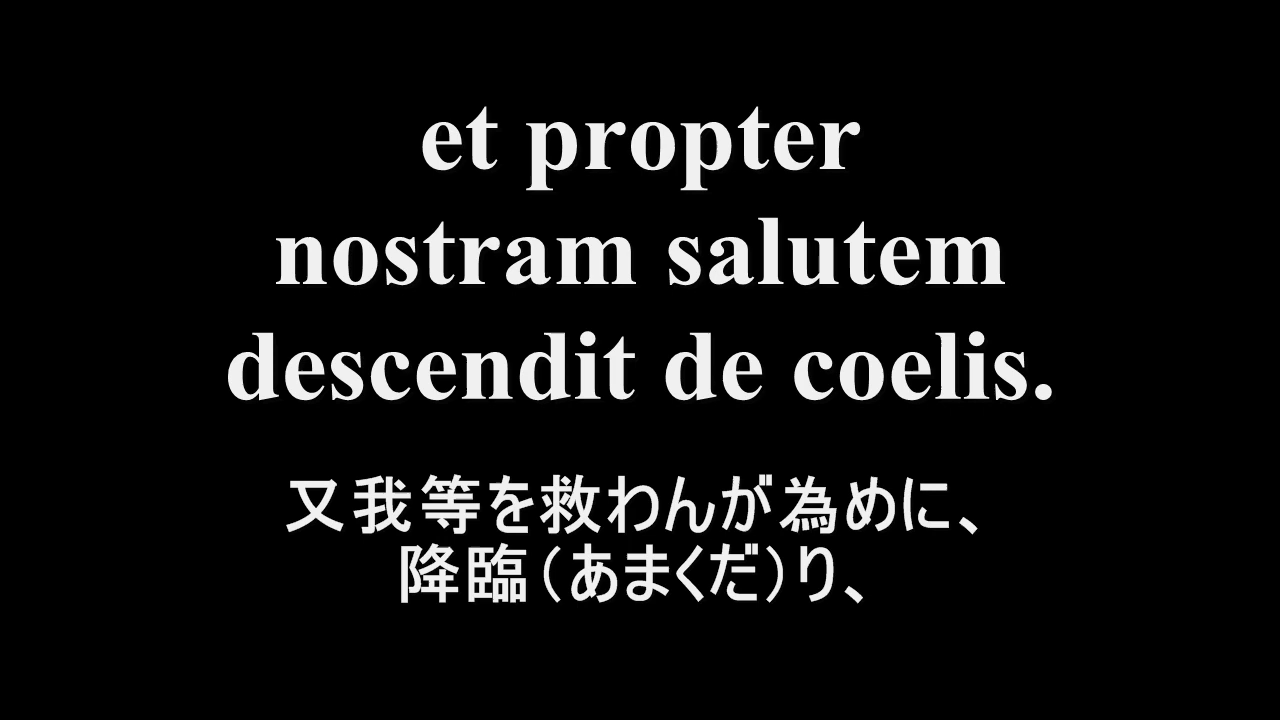 et propter
nostram salutem
descendit de coelis.
又我等を救わんが為めに、
降臨(あまくだ)り、